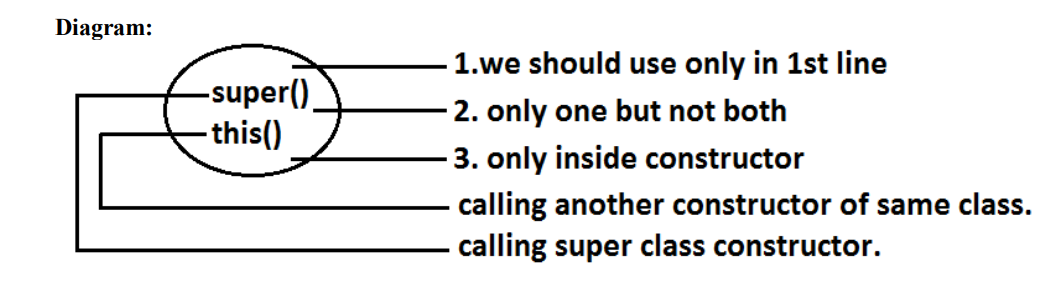 Diagram:
1.we should use only in 1st line
super()
2. only one but not both
this()
3. only inside constructor
calling another constructor of same class.
calling super class constructor.